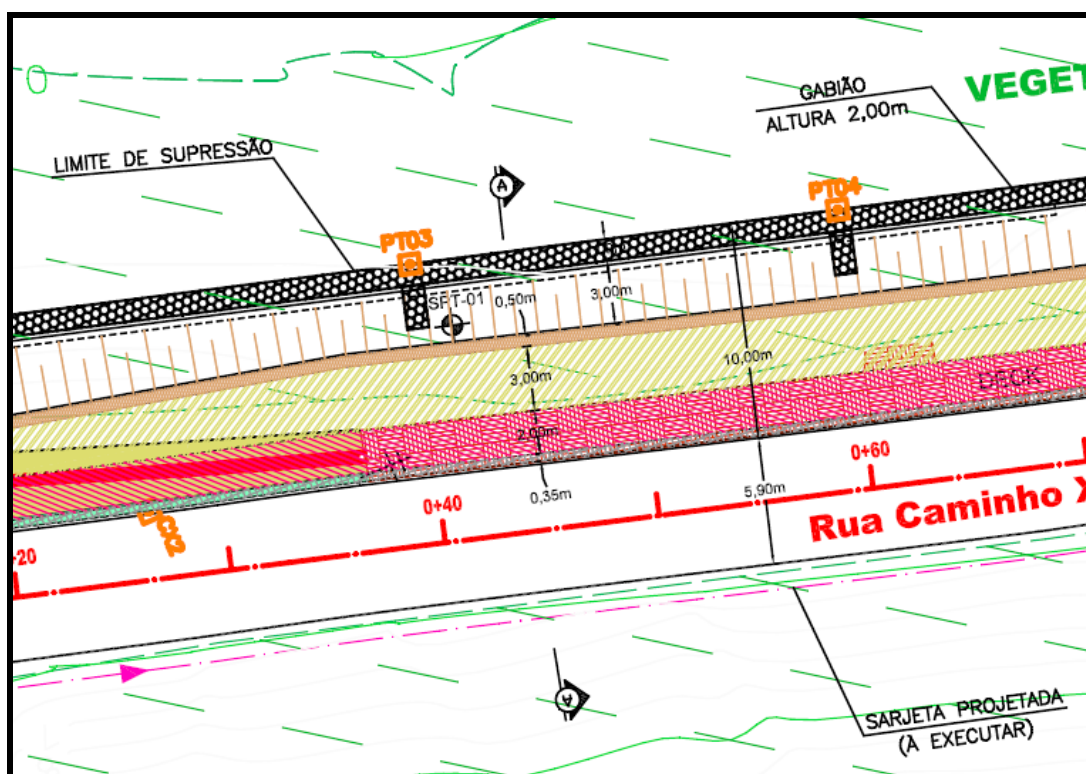 VEGET
GABIÃO
ALTURA 2,00m
LIMITE DE SUPRESSÃO
A
PT04
PT03
SPT-01
0,50m
3,00m
3,00m
10,00m
DECK
2,00m
0+60
0,35m
5,90m
0+40
Rua Caminho X
+20
A
SARJETA PROJETADA
(A EXECUTAR)